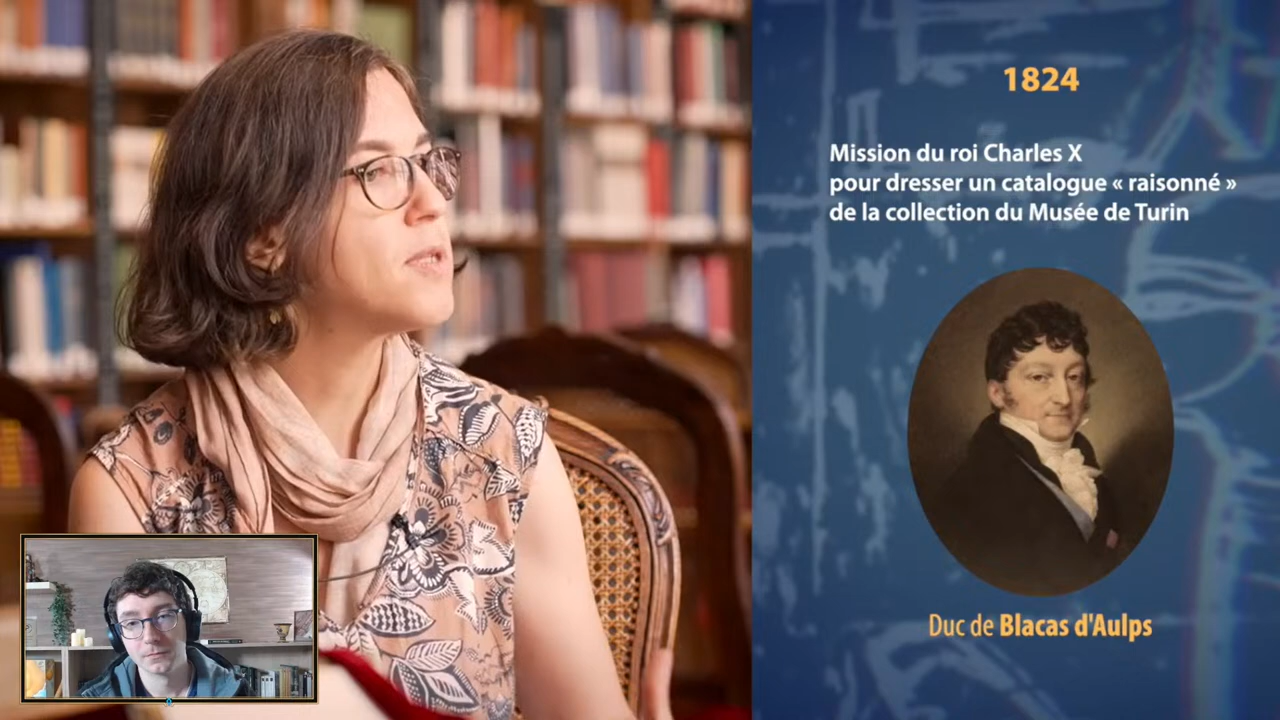 1824
Mission du roi Charles X
pour dresser un catalogue « raisonné »
de la collection du Musée de Turin
Duc de Blacas d'Aulps